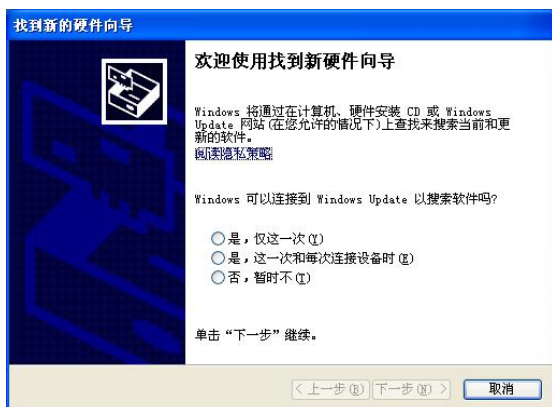 找到新的硬件向导
欢迎使用找到新硬件向导
Windows 将通过在计算机、硬件安装 CD 或 Windows
Update 网站(在您允许的情况下)上查找来搜索当前和更
新的软件。
阅读隐私策略
Windows 可以连接到 Windows Update 以搜索软件吗?
是，仅这一次(Y)
是，这一次和每次连接设备时(E)
否，暂时不(T)
单击“下一步”继续。
< 上一步(B) 下一步(N) > 取消